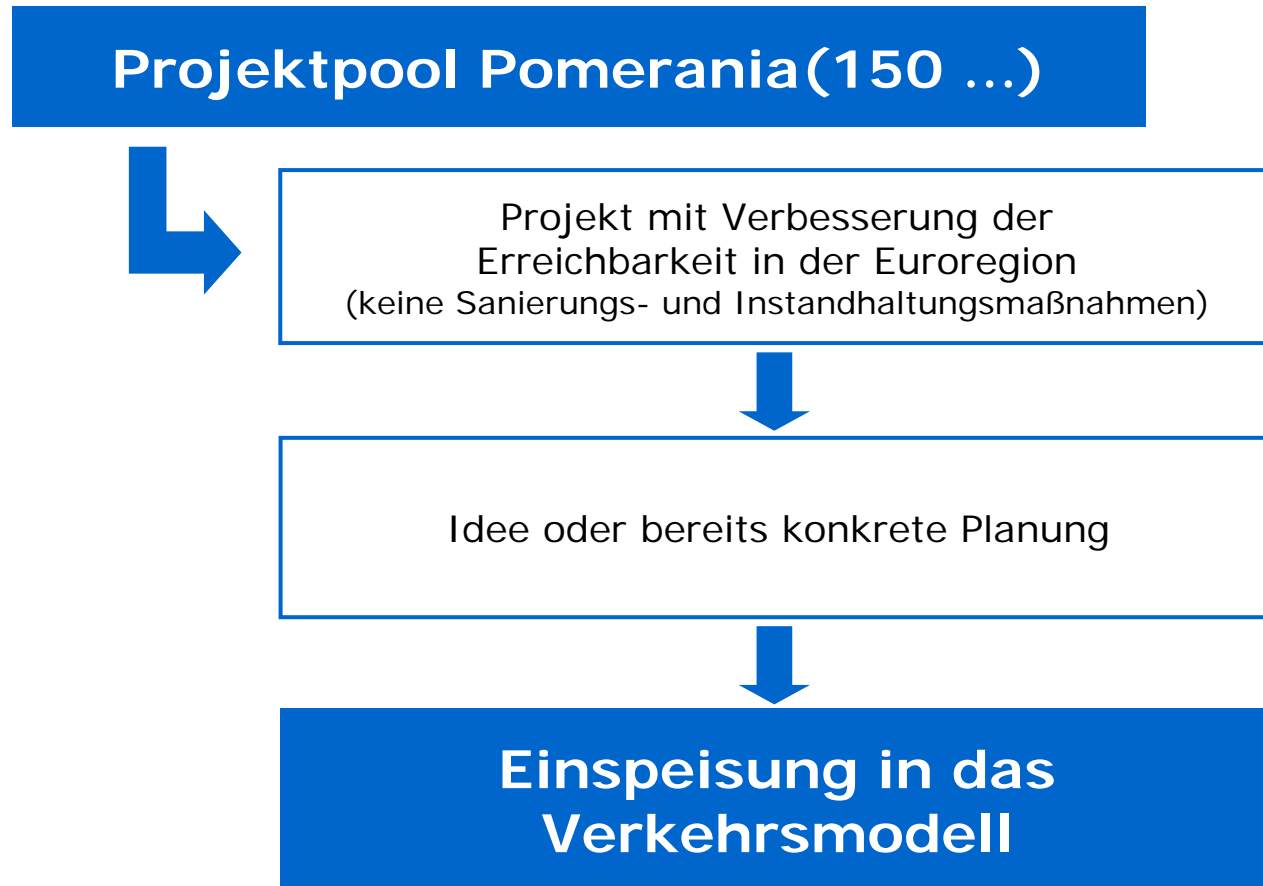 Projektpool Pomerania(150 ...)
Projekt mit Verbesserung der
Erreichbarkeit in der Euroregion
(keine Sanierungs- und Instandhaltungsmaßnahmen)
Idee oder bereits konkrete Planung
Einspeisung in das
Verkehrsmodell